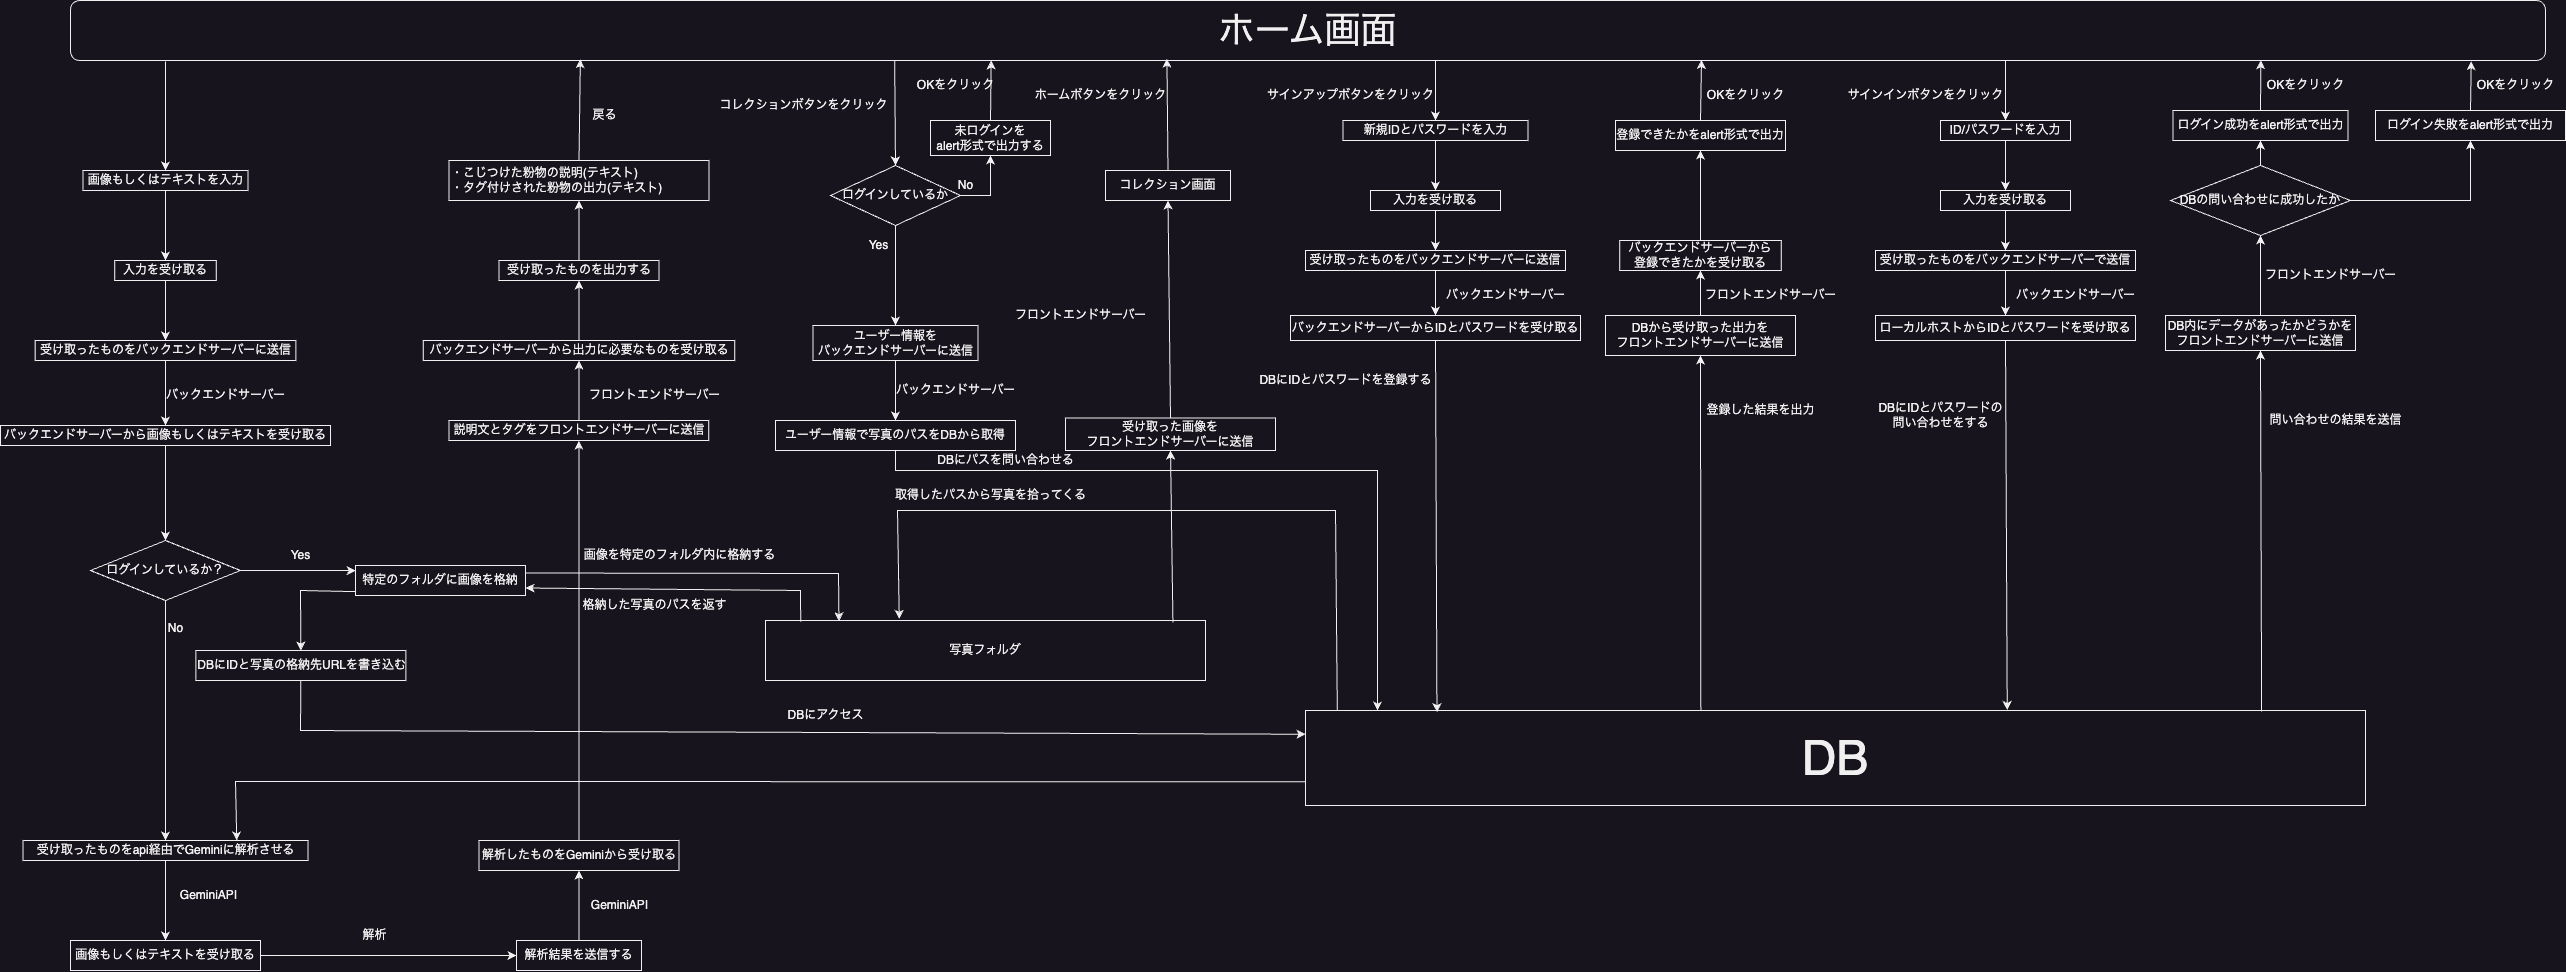 ホーム画面
画像もしくはテキストを入力
入力を受け取る
受け取ったものをバックエンドサーバーに送信
バックエンドサーバー
バックエンドサーバーから画像もしくはテキストを受け取る
ログインしているか？
Yes
No
特定のフォルダに画像を格納
画像を特定のフォルダ内に格納する
格納した写真のパスを返す
DBにIDと写真の格納先URLを書き込む
DBにアクセス
受け取ったものをapi経由でGeminiに解析させる
GeminiAPI
画像もしくはテキストを受け取る
解析
解析結果を送信する
GeminiAPI
解析したものをGeminiから受け取る
説明文とタグをフロントエンドサーバーに送信
フロントエンドサーバー
バックエンドサーバーから出力に必要なものを受け取る
受け取ったものを出力する
・こじつけた粉物の説明(テキスト)
・タグ付けされた粉物の出力(テキスト)
戻る
コレクションボタンをクリック
ログインしているか
No
未ログインを
alert形式で出力する
OKをクリック
Yes
ユーザー情報を
バックエンドサーバーに送信
バックエンドサーバー
ユーザー情報で写真のパスをDBから取得
DBにパスを問い合わせる
取得したパスから写真を拾ってくる
写真フォルダ
受け取った画像を
フロントエンドサーバーに送信
フロントエンドサーバー
コレクション画面
ホームボタンをクリック
サインアップボタンをクリック
新規IDとパスワードを入力
入力を受け取る
受け取ったものをバックエンドサーバーに送信
バックエンドサーバー
バックエンドサーバーからIDとパスワードを受け取る
DBにIDとパスワードを登録する
DB
登録した結果を出力
DBから受け取った出力を
フロントエンドサーバーに送信
フロントエンドサーバー
バックエンドサーバーから
登録できたかを受け取る
登録できたかをalert形式で出力
OKをクリック
サインインボタンをクリック
ID/パスワードを入力
入力を受け取る
受け取ったものをバックエンドサーバーで送信
バックエンドサーバー
ローカルホストからIDとパスワードを受け取る
DBにIDとパスワードの
問い合わせをする
問い合わせの結果を送信
DB内にデータがあったかどうかを
フロントエンドサーバーに送信
フロントエンドサーバー
DBの問い合わせに成功したか
ログイン成功をalert形式で出力
OKをクリック
ログイン失敗をalert形式で出力
OKをクリック